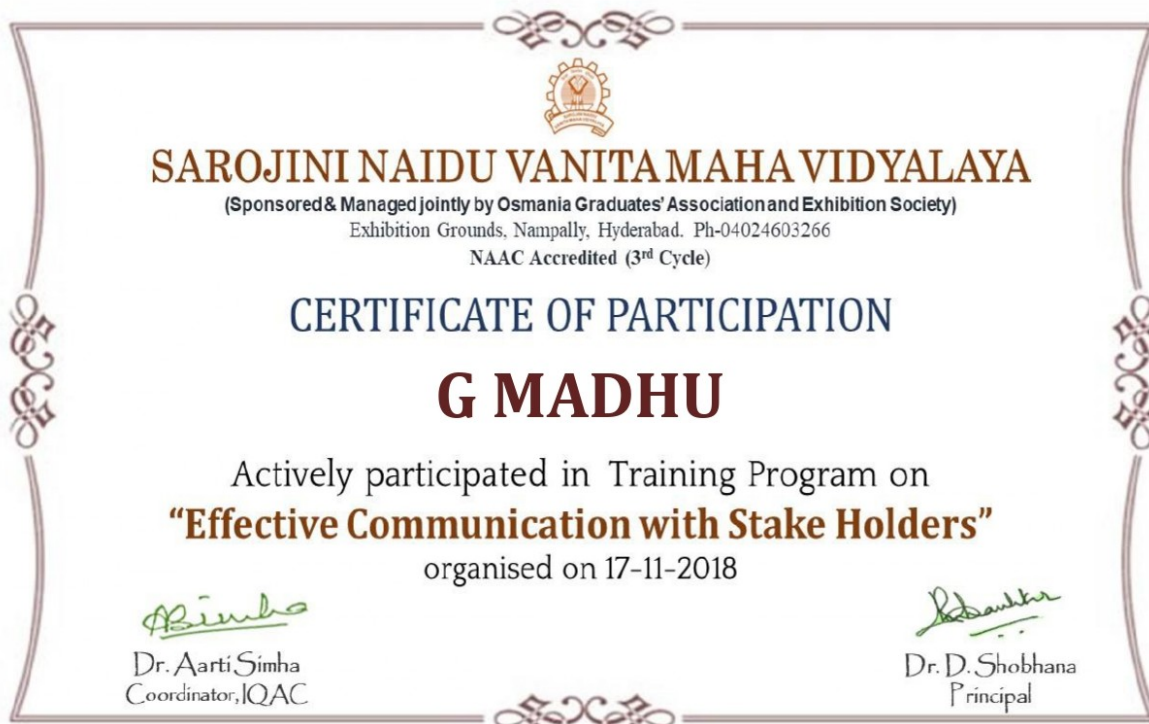 SAROJINI NAIDU VANITA MAHA VIDYALAYA
(Sponsored & Managed jointly by Osmania Graduates' Association and Exhibition Society)
Exhibition Grounds, Nampally, Hyderabad. Ph-04024603266
NAAC Accredited (3rd Cycle)
CERTIFICATE OF PARTICIPATION
G MADHU
Actively participated in Training Program on
“Effective Communication with Stake Holders”
organised on 17-11-2018
Dr. Aarti Simha
Coordinator, IQAC
Dr. D. Shobhana
Principal